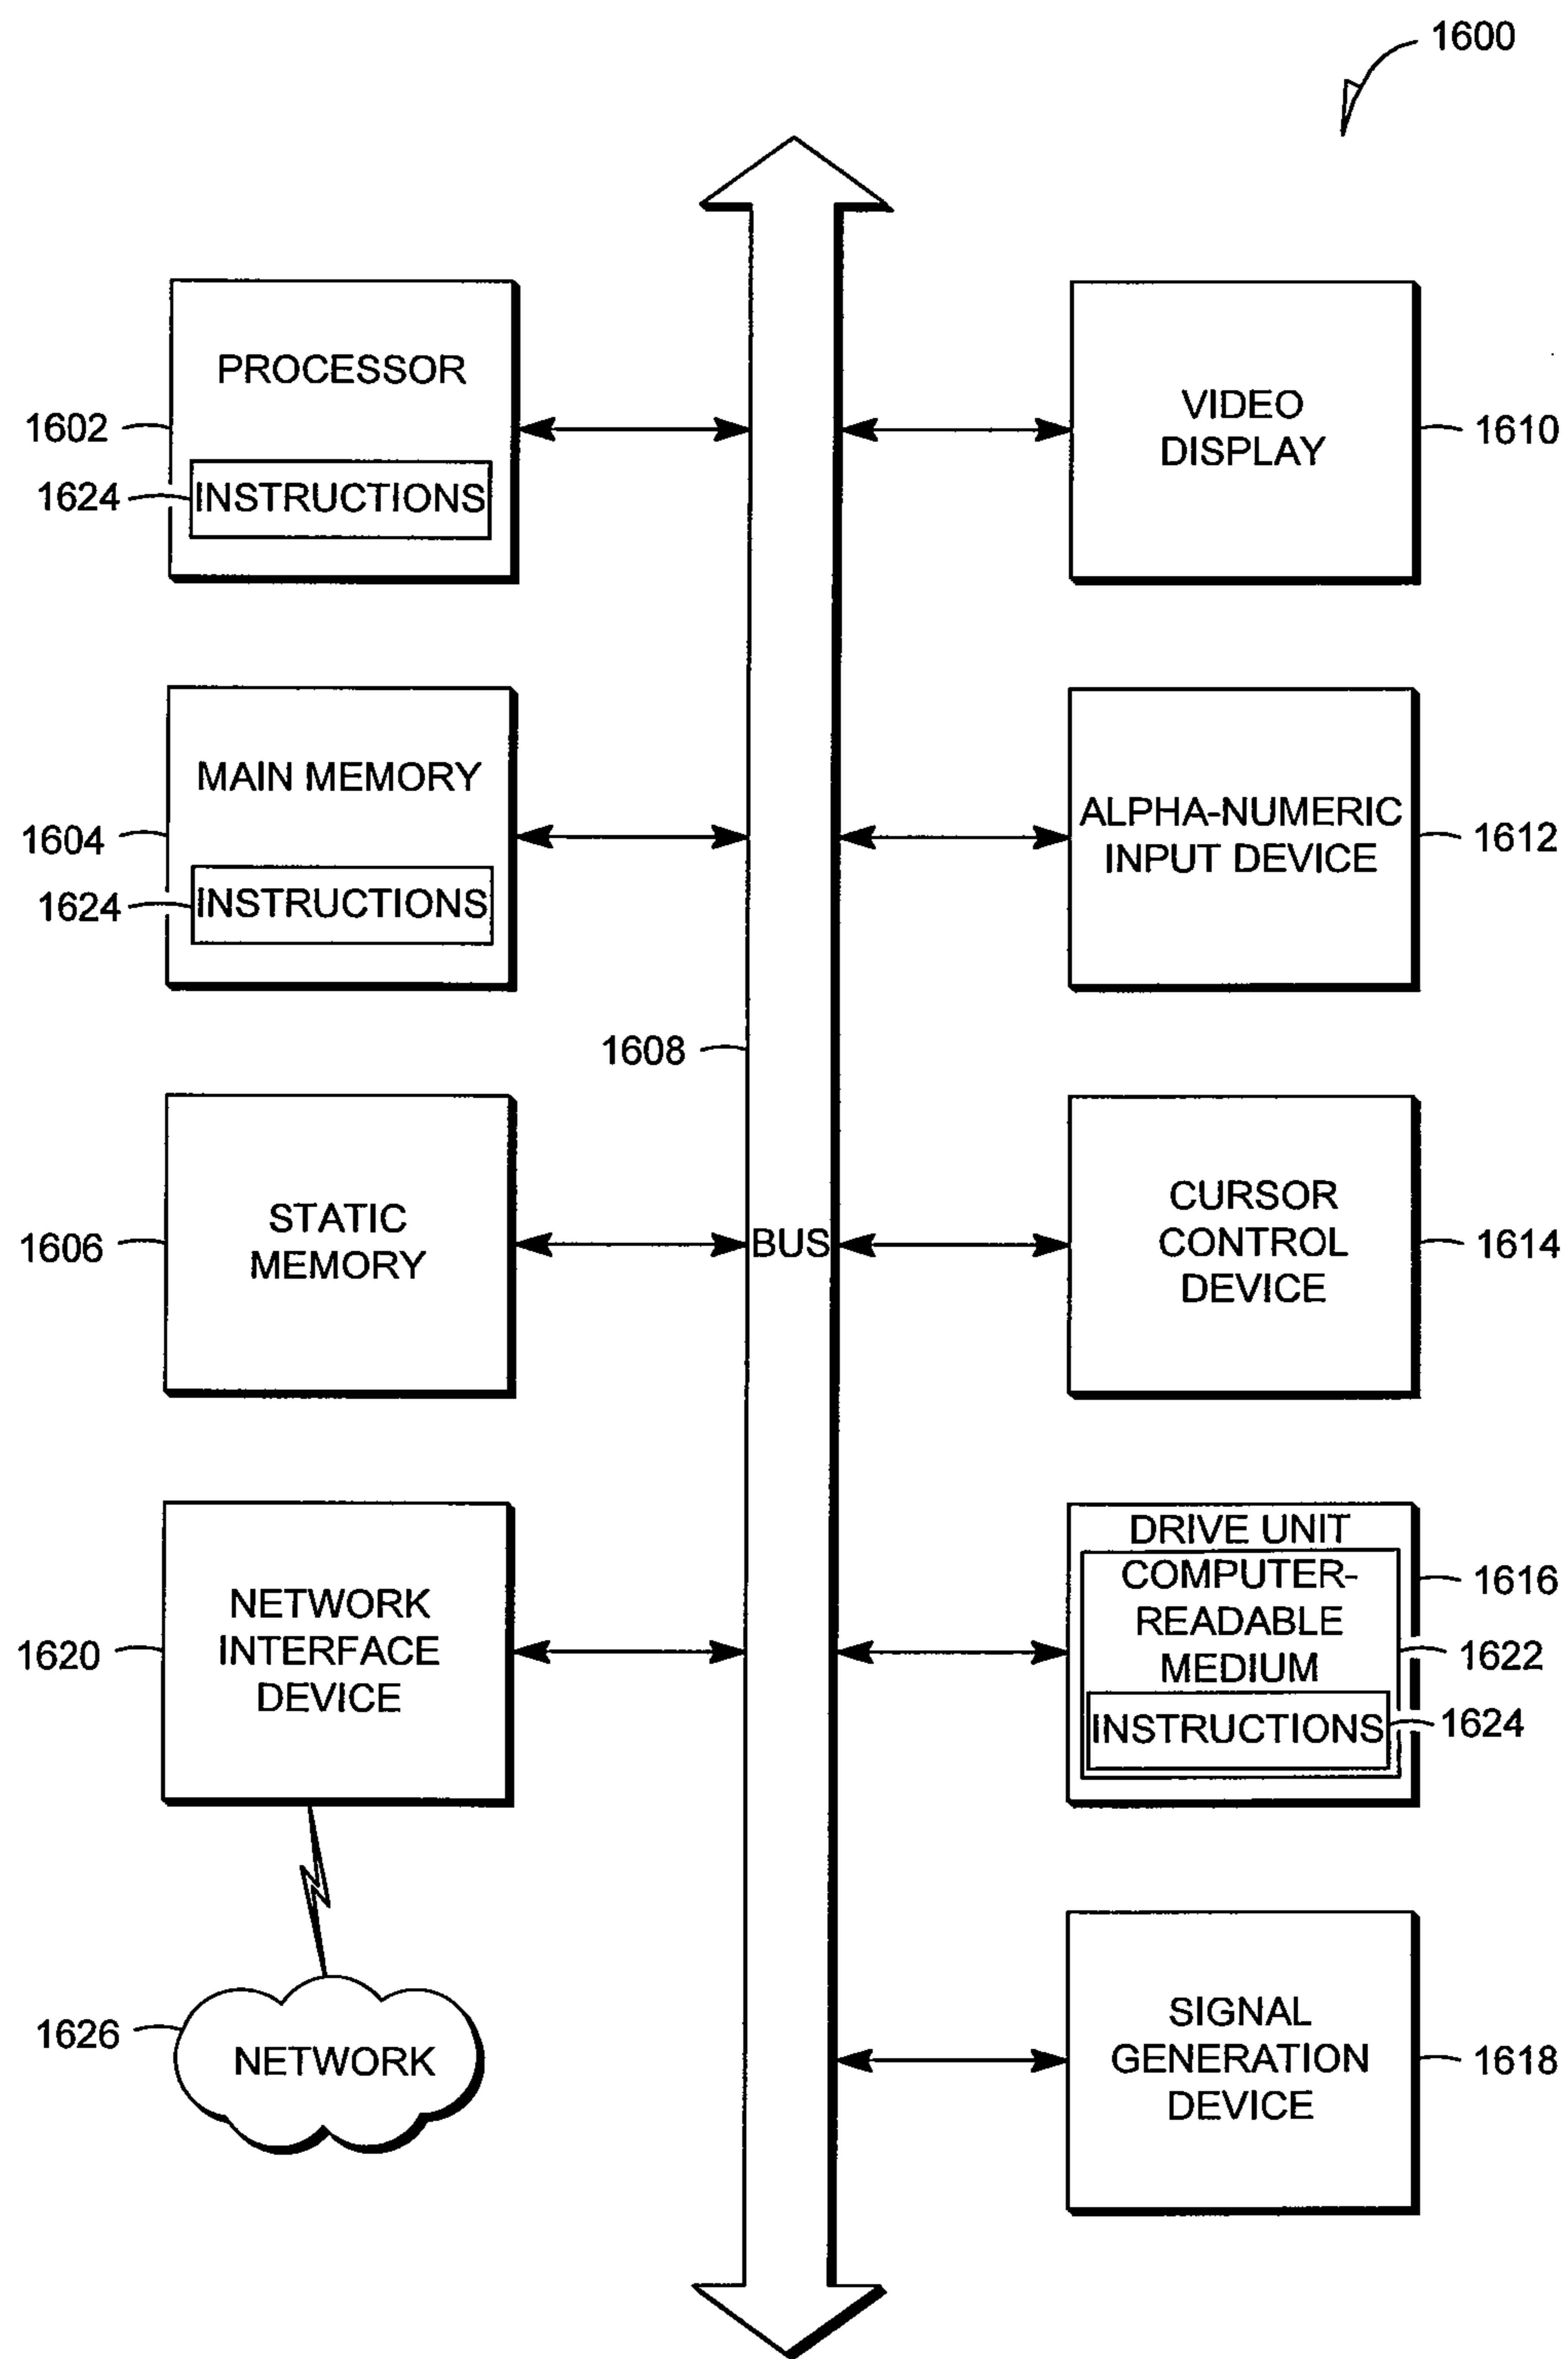 1600
PROCESSOR
1602
1624
INSTRUCTIONS
VIDEO
DISPLAY
1610
MAIN MEMORY
1604
1624
INSTRUCTIONS
ALPHA-NUMERIC
INPUT DEVICE
1612
1608
STATIC
MEMORY
1606
BUS
CURSOR
CONTROL
DEVICE
1614
NETWORK
INTERFACE
DEVICE
1620
DRIVE UNIT
COMPUTER-
READABLE
MEDIUM
INSTRUCTIONS
1616
1622
1624
1626
NETWORK
SIGNAL
GENERATION
DEVICE
1618